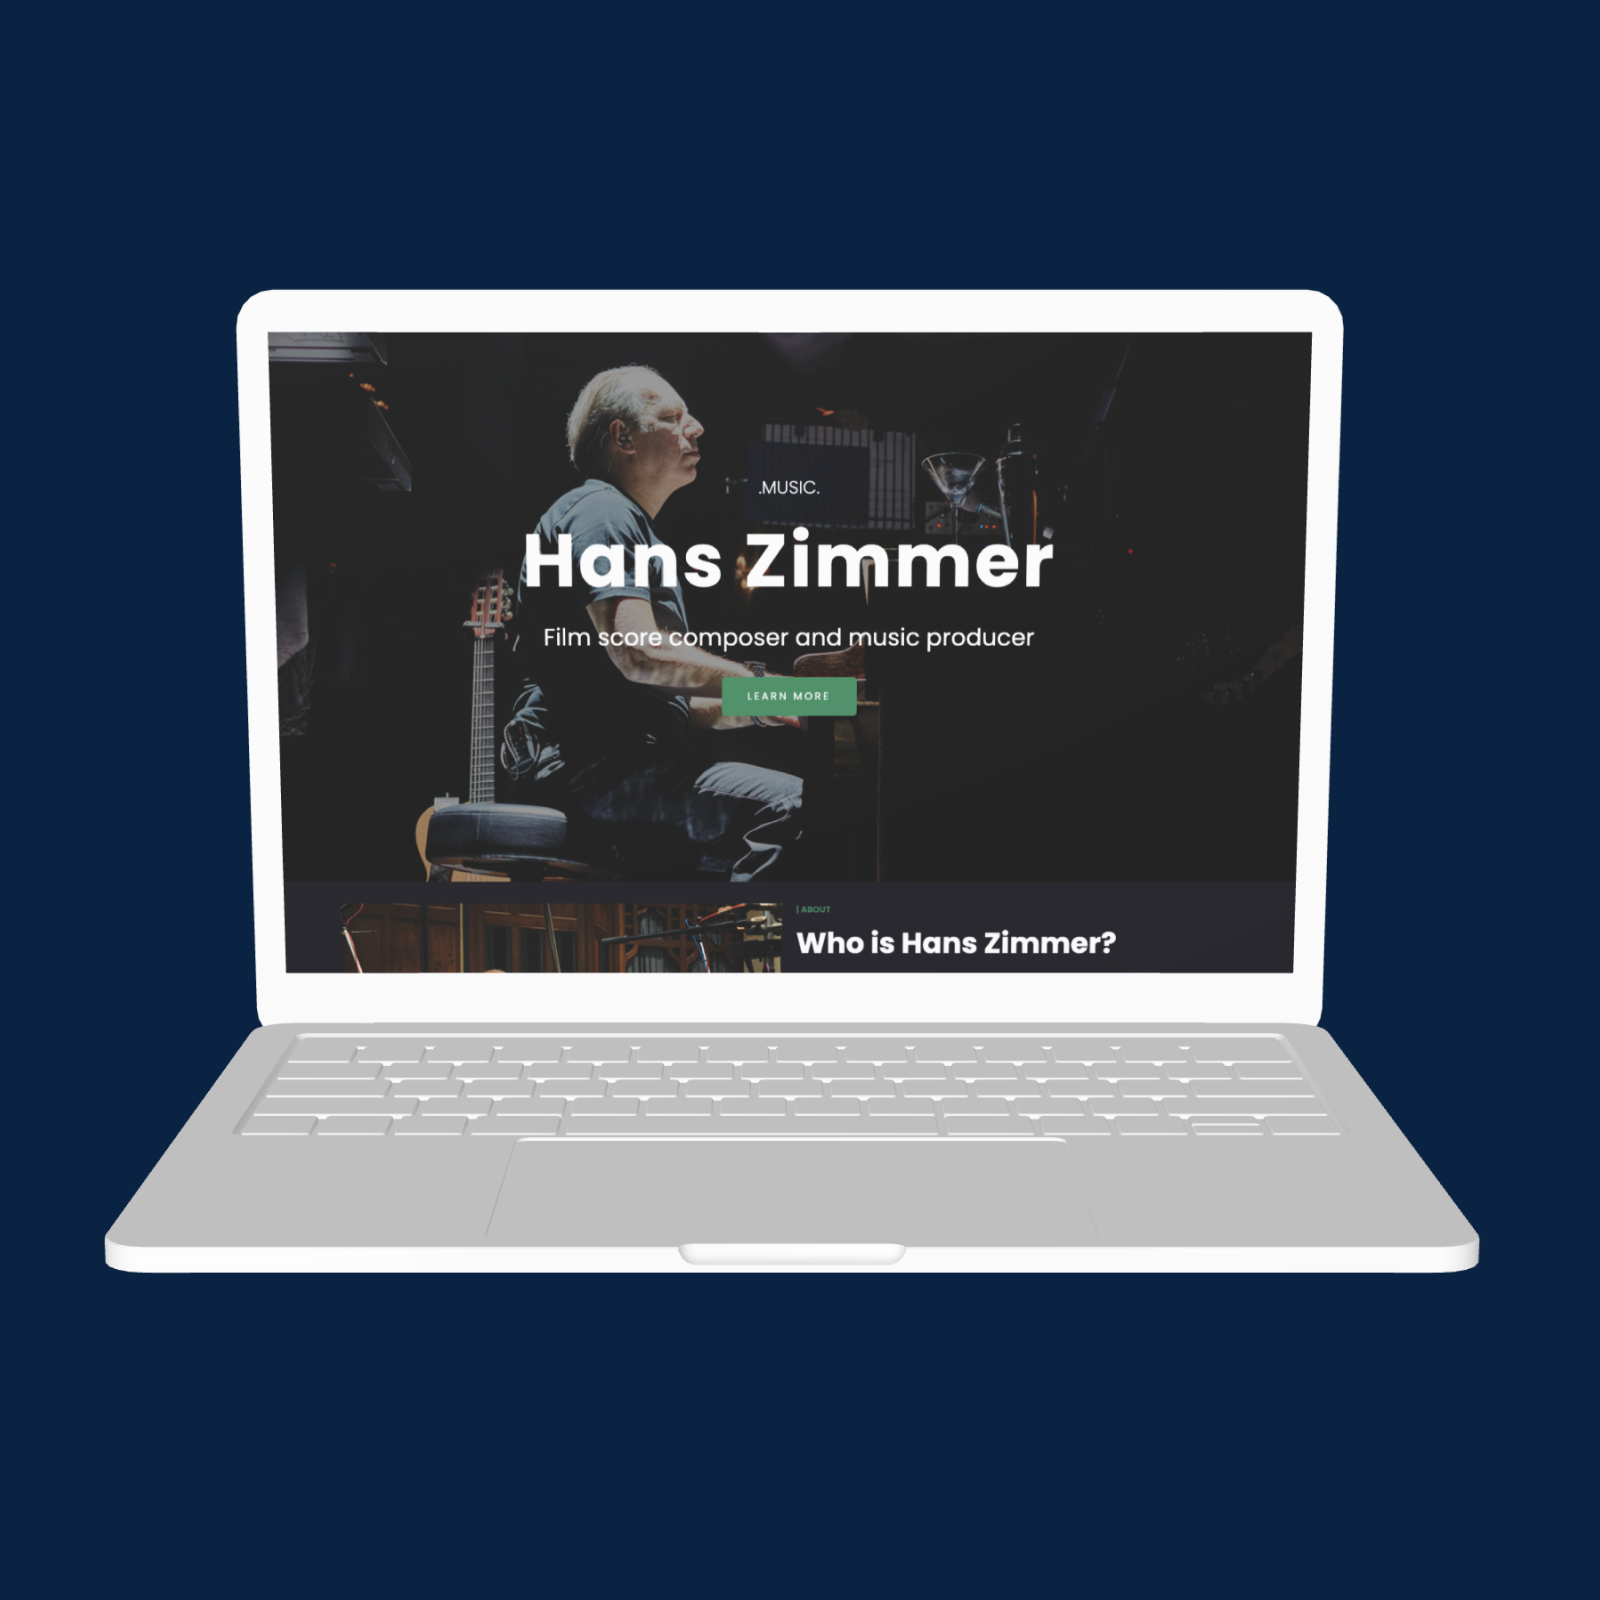 .MUSIC.
Hans Zimmer
Film score composer and music producer
LEARN MORE
| ABOUT
Who is Hans Zimmer?